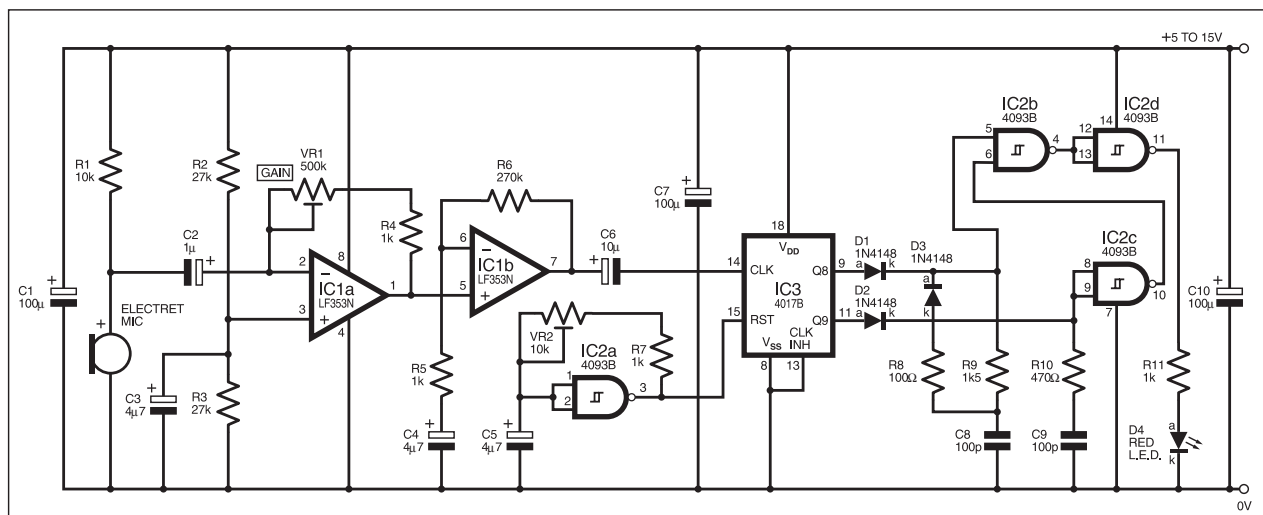 +5 TO 15V
0V
C1
100µ
R1
10k
ELECTRET
MIC
+
C2
1µ
+
C3
4µ7
+
R2
27k
R3
27k
GAIN
VR1
500k
R4
1k
2
3
8
4
1
−
+
IC1a
LF353N
R6
270k
6
5
7
−
+
IC1b
LF353N
R5
1k
C4
4µ7
+
C5
4µ7
+
VR2
10k
IC2a
4093B
1
2
3
R7
1k
C6
10µ
+
C7
100µ
+
14
CLK
15
RST
18
VDD
IC3
4017B
VSS
8
CLK
INH
13
9
Q8
11
Q9
D1
1N4148
a
k
D2
1N4148
a
k
D3
1N4148
a
k
R8
100Ω
R9
1k5
R10
470Ω
C8
100p
C9
100p
IC2b
4093B
5
6
4
IC2d
4093B
14
12
13
11
IC2c
4093B
8
9
10
7
R11
1k
D4
RED
L.E.D.
a
k
C10
100µ
+